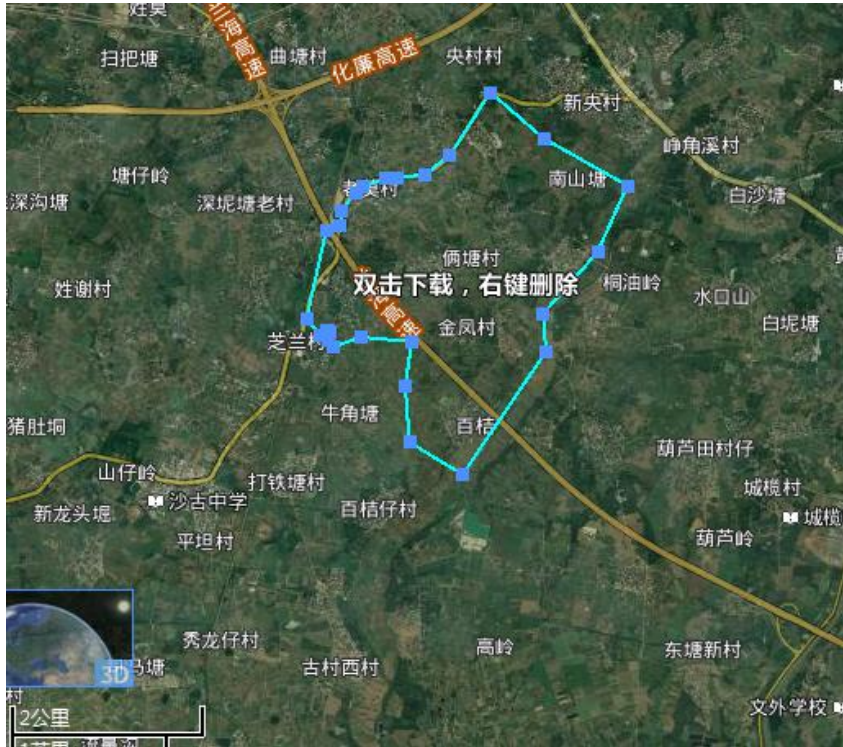 姓莫
兰海高速
扫把塘
曲塘村
化廉高速
央村村
新央村
峥角溪村
塘仔岭
南山塘
深沟塘
深坭塘老村
白沙塘
俩塘村
双击下载，右键删除
桐油岭
姓谢村
水口山
金凤村
白坭塘
芝兰村
牛角塘
猪肚垌
百桔
葫芦田村仔
山仔岭
打铁塘村
城榄村
沙古中学
新龙头堀
百桔仔村
城榄
平坦村
葫芦岭
秀龙仔村
高岭
东塘新村
3D
马塘
古村西村
村
文外学校
2公里